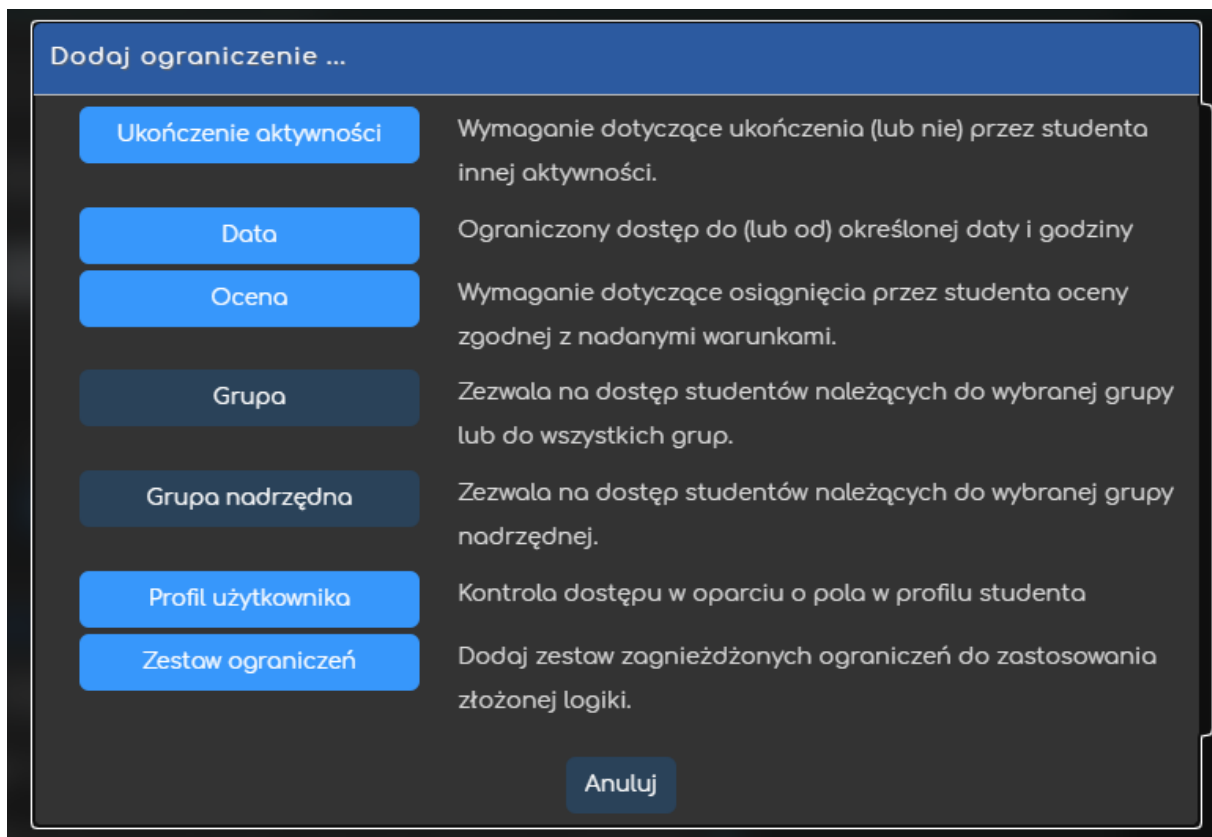 Dodaj ograniczenie ...
Ukończenie aktywności
Wymaganie dotyczące ukończenia (lub nie) przez studenta
innej aktywności.
Data
Ograniczony dostęp do (lub od) określonej daty i godziny
Ocena
Wymaganie dotyczące osiągnięcia przez studenta oceny
zgodnej z nadanymi warunkami.
Grupa
Zezwala na dostęp studentów należących do wybranej grupy
lub do wszystkich grup.
Grupa nadrzędna
Zezwala na dostęp studentów należących do wybranej grupy
nadrzędnej.
Profil użytkownika
Kontrola dostępu w oparciu o pola w profilu studenta
Zestaw ograniczeń
Dodaj zestaw zagnieżdżonych ograniczeń do zastosowania
złożonej logiki.
Anuluj